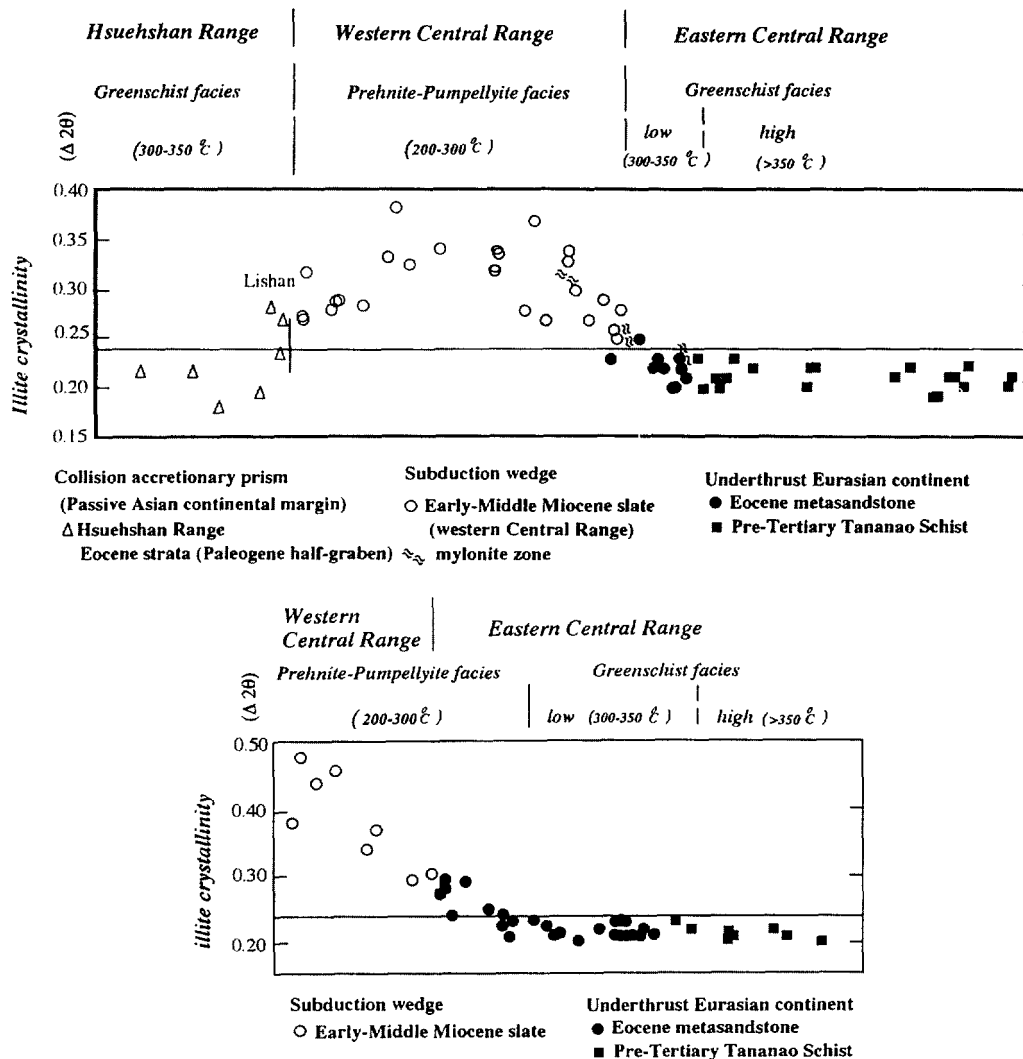 Hsuehshan Range Western Central Range Eastern Central Range
Greenschist facies Prehnite-Pumpellyite facies Greenschist facies
low high
(Δ 2θ)
(300-350 °C) (200-300 °C) (300-350 °C) (>350 °C)
0.40
0.35
Lishan
0.30
0.25
0.20
0.15
Illite crystallinity
Collision accretionary prism
(Passive Asian continental margin)
Δ Hsuehshan Range
Eocene strata (Paleogene half-graben)
Subduction wedge
Early-Middle Miocene slate
(western Central Range)
mylonite zone
Underthrust Eurasian continent
Eocene metasandstone
Pre-Tertiary Tananao Schist
Western
Central Range
Eastern Central Range
Prehnite-Pumpellyite facies Greenschist facies
(Δ 2θ)
(200-300 °C) low (300-350 °C) high (>350 °C)
0.50
0.40
0.30
0.20
illite crystallinity
Subduction wedge
Early-Middle Miocene slate
Underthrust Eurasian continent
Eocene metasandstone
Pre-Tertiary Tananao Schist